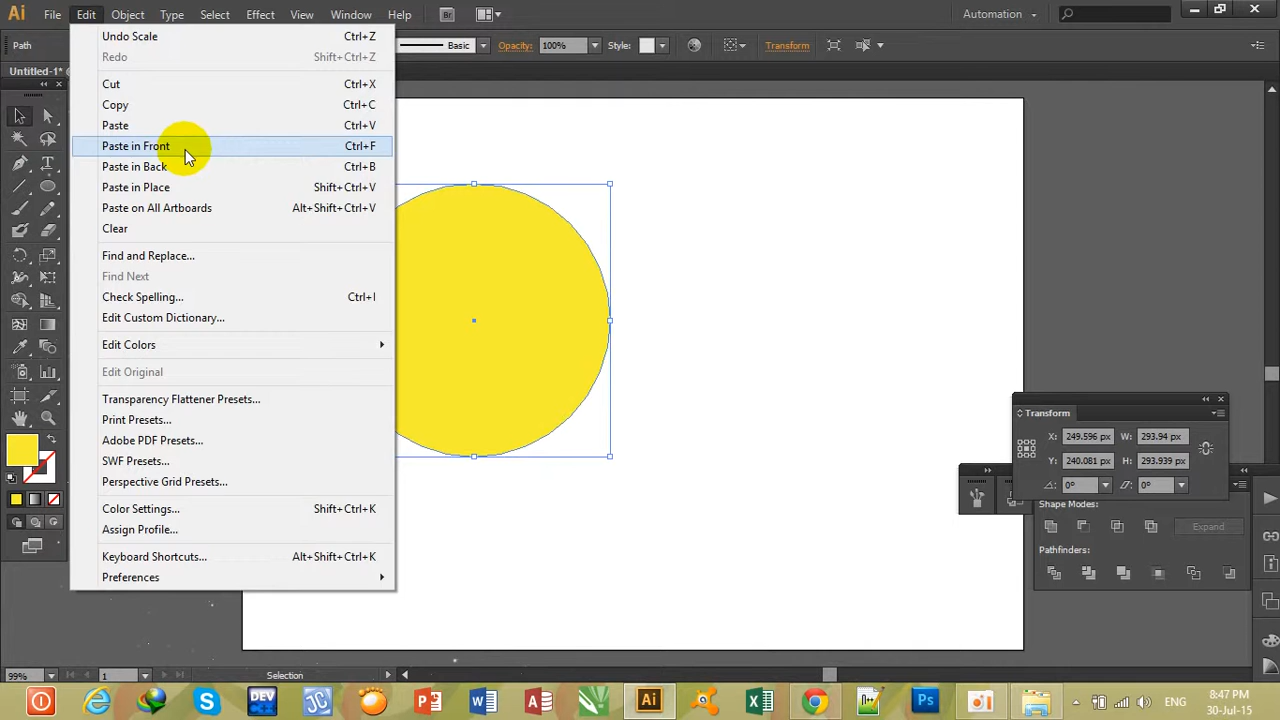 Ai File Edit Object Type Select Effect View Window Help Br Automation
Path Basic Opacity: 100% Style: Transform
Untitled-1*
Undo Scale Ctrl+Z
Redo Shift+Ctrl+Z
Cut Ctrl+X
Copy Ctrl+C
Paste Ctrl+V
Paste in Front Ctrl+F
Paste in Back Ctrl+B
Paste in Place Shift+Ctrl+V
Paste on All Artboards Alt+Shift+Ctrl+V
Clear
Find and Replace...
Find Next
Check Spelling... Ctrl+I
Edit Custom Dictionary...
Edit Colors
Edit Original
Transparency Flattener Presets...
Print Presets...
Adobe PDF Presets...
SWF Presets...
Perspective Grid Presets...
Color Settings... Shift+Ctrl+K
Assign Profile...
Keyboard Shortcuts... Alt+Shift+Ctrl+K
Preferences
Transform
X: 249.596 px W: 293.94 px
Y: 240.081 px H: 293.939 px
0° 0°
Shape Modes:
Expand
Pathfinders:
99% 1 Selection
DEV JC Ai Ps ENG 8:47 PM
30-Jul-15